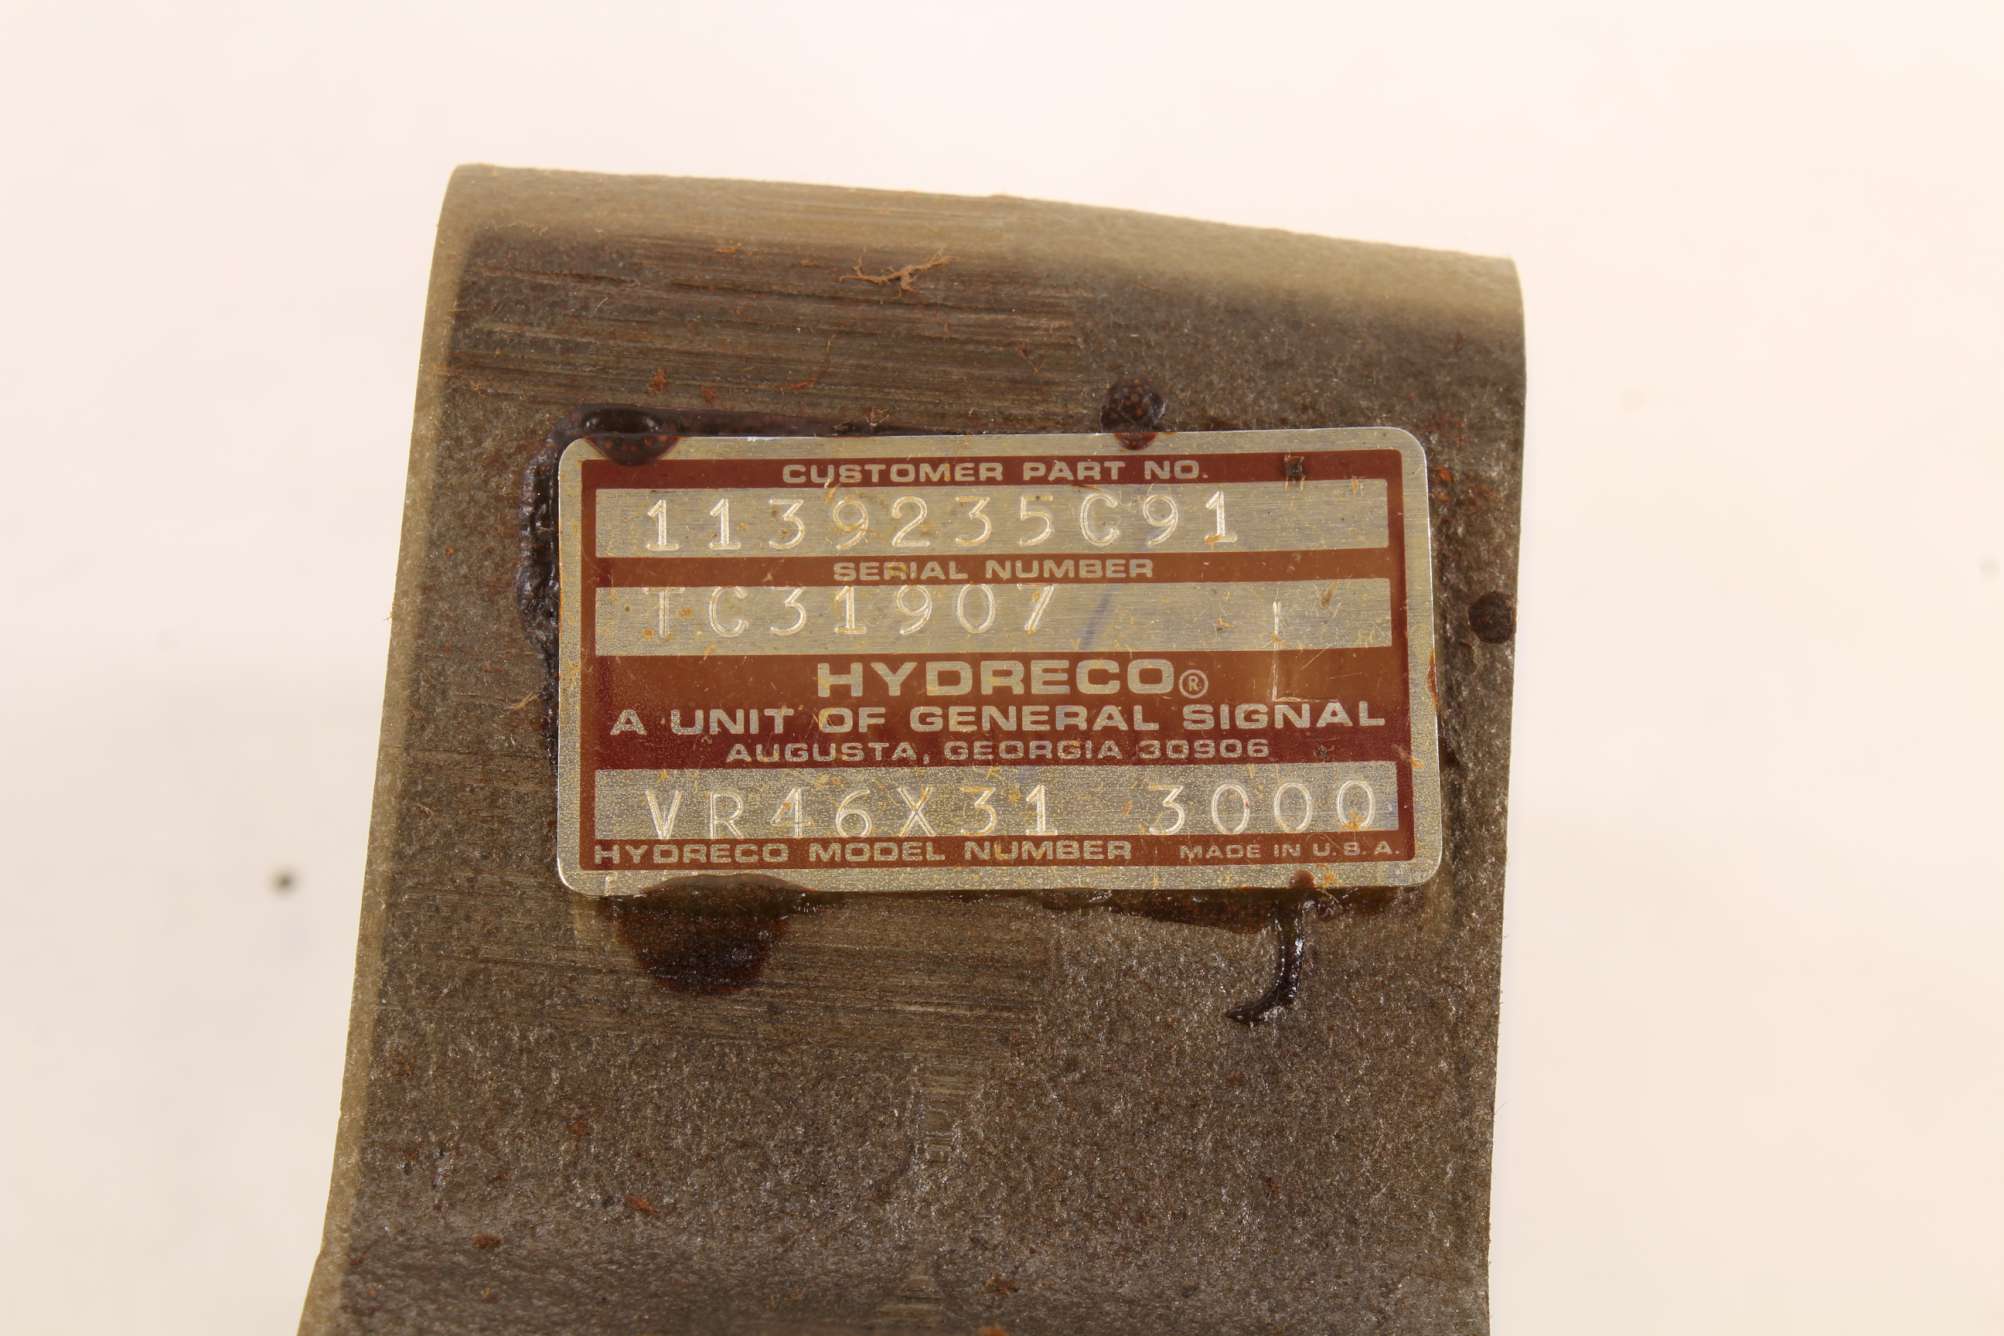 CUSTOMER PART NO.
1139235C91
SERIAL NUMBER
TC31907
HYDRECO®
A UNIT OF GENERAL SIGNAL
AUGUSTA, GEORGIA 30906
VR46X31 3000
HYDRECO MODEL NUMBER MADE IN U.S.A.